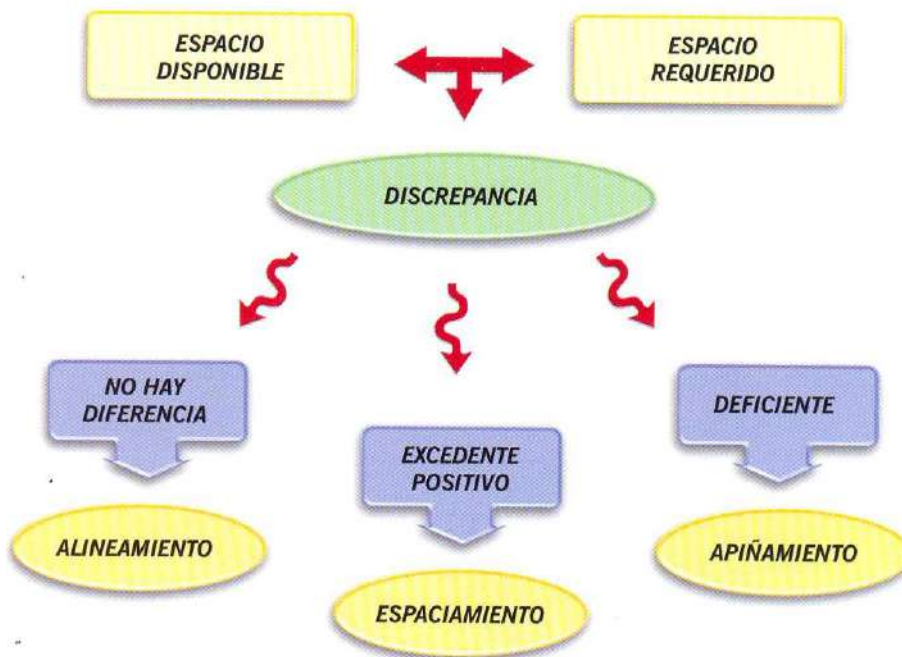 ESPACIO
DISPONIBLE
ESPACIO
REQUERIDO
DISCREPANCIA
NO HAY
DIFERENCIA
EXCEDENTE
POSITIVO
DEFICIENTE
ALINEAMIENTO
ESPACIAMIENTO
APIÑAMIENTO